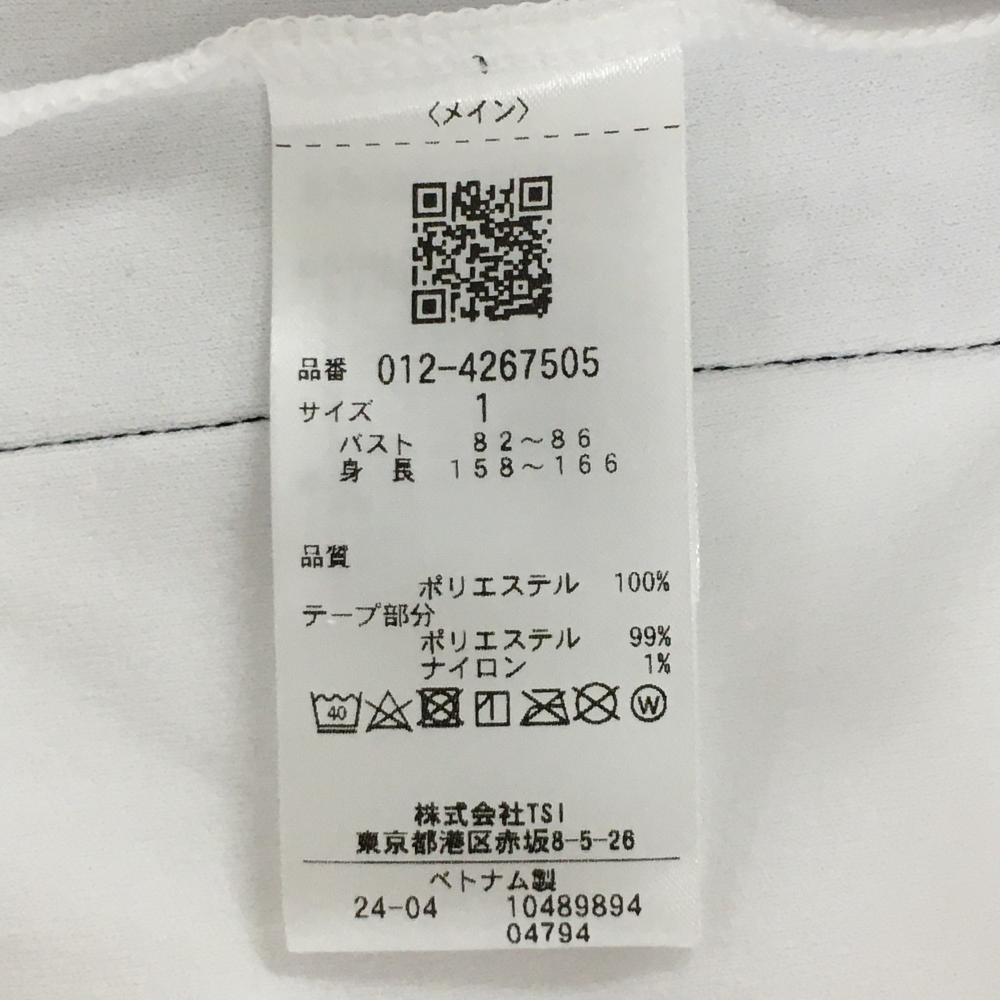 〈メイン〉
品番 012-4267505
サイズ 1
バスト 82～86
身 長 158～166
品質
ポリエステル 100%
テープ部分
ポリエステル 99%
ナイロン 1%
40 W
株式会社TSI
東京都港区赤坂8-5-26
ベトナム製
24-04 10489894
04794